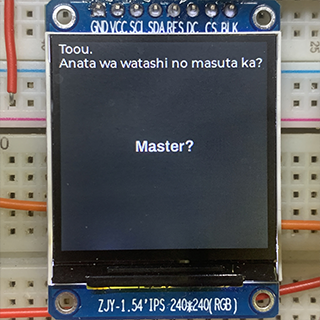 GND VCC SCL SDA RES DC CS BLK
Toou.
Anata wa watashi no masuta ka?
Master?
ZJY-1.54'IPS 240*240(RGB)